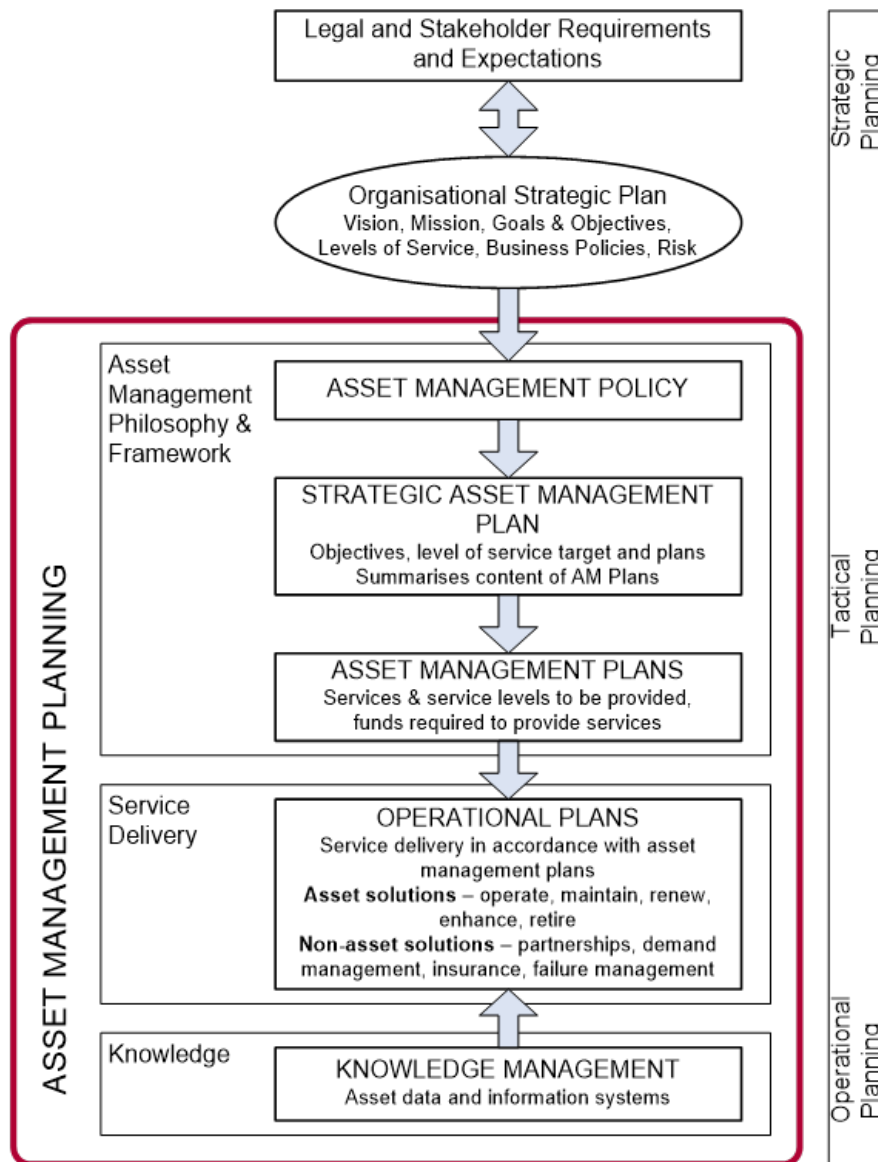 Legal and Stakeholder Requirements
and Expectations
Strategic
Planning
Organisational Strategic Plan
Vision, Mission, Goals & Objectives,
Levels of Service, Business Policies, Risk
ASSET MANAGEMENT PLANNING
Asset
Management
Philosophy &
Framework
ASSET MANAGEMENT POLICY
STRATEGIC ASSET MANAGEMENT
PLAN
Objectives, level of service target and plans
Summarises content of AM Plans
Tactical
Planning
ASSET MANAGEMENT PLANS
Services & service levels to be provided,
funds required to provide services
Service
Delivery
OPERATIONAL PLANS
Service delivery in accordance with asset
management plans
Asset solutions – operate, maintain, renew,
enhance, retire
Non-asset solutions – partnerships, demand
management, insurance, failure management
Knowledge
KNOWLEDGE MANAGEMENT
Asset data and information systems
Operational
Planning